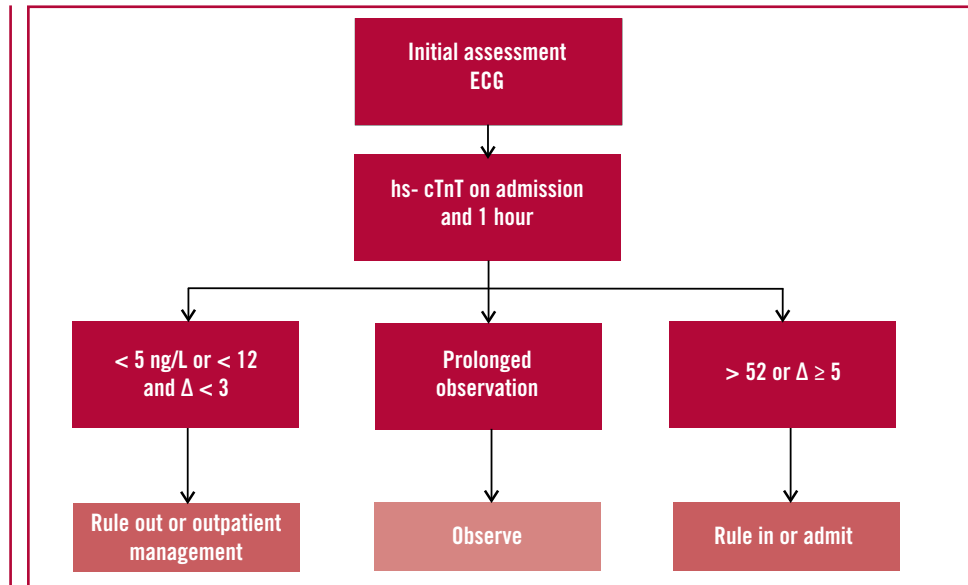 Initial assessment
ECG
hs- cTnT on admission
and 1 hour
< 5 ng/L or < 12
and Δ < 3
Prolonged
observation
> 52 or Δ ≥ 5
Rule out or outpatient
management
Observe
Rule in or admit